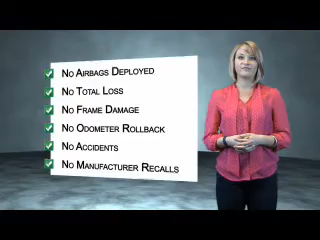 No Airbags Deployed
No Total Loss
No Frame Damage
No Odometer Rollback
No Accidents
No Manufacturer Recalls